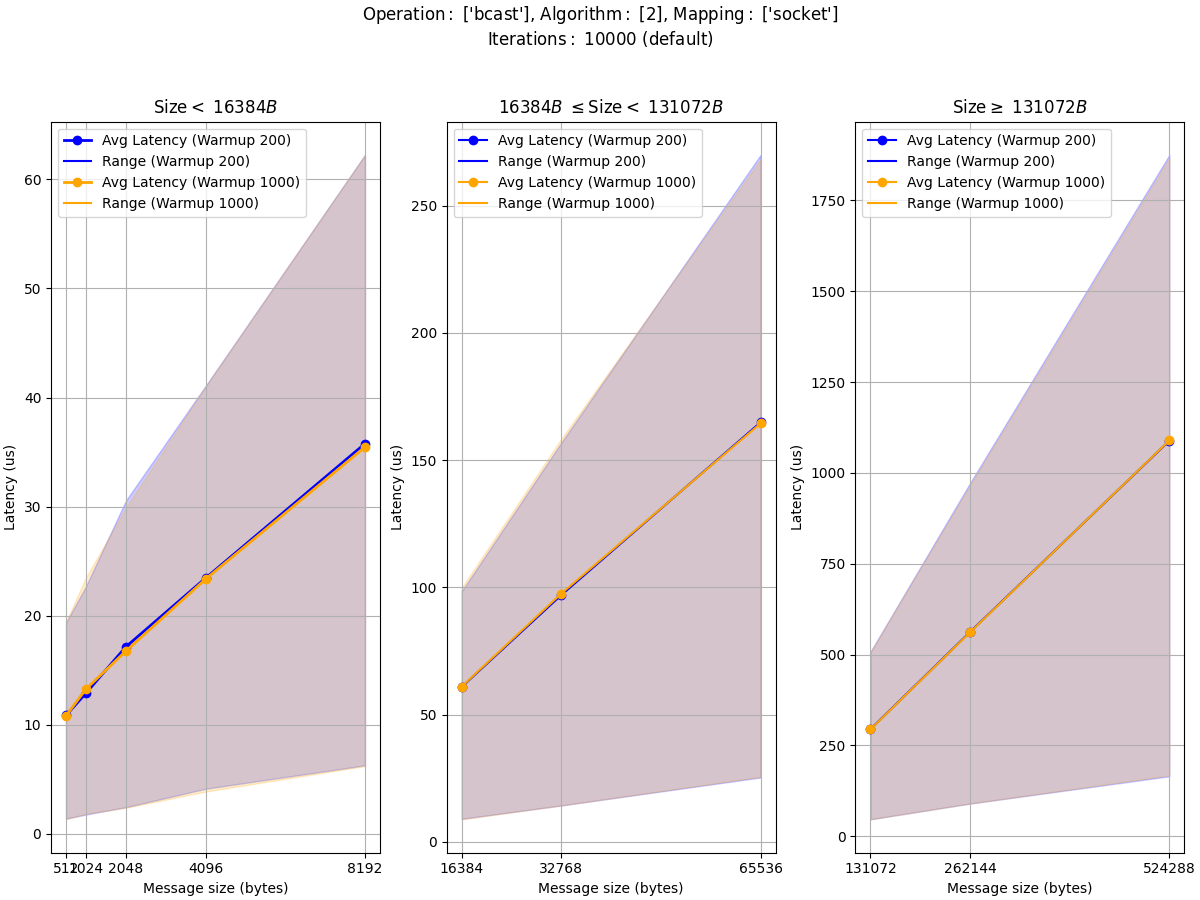 Operation : ['bcast'], Algorithm : [2], Mapping : ['socket']
Iterations : 10000 (default)
Size < 16384B
16384B ≤ Size < 131072B
Size ≥ 131072B
Avg Latency (Warmup 200)
Range (Warmup 200)
Avg Latency (Warmup 1000)
Range (Warmup 1000)
Avg Latency (Warmup 200)
Range (Warmup 200)
Avg Latency (Warmup 1000)
Range (Warmup 1000)
Avg Latency (Warmup 200)
Range (Warmup 200)
Avg Latency (Warmup 1000)
Range (Warmup 1000)
Latency (us)
60
50
40
30
20
10
0
512 1024 2048 4096 8192
Message size (bytes)
Latency (us)
250
200
150
100
50
0
16384 32768 65536
Message size (bytes)
Latency (us)
1750
1500
1250
1000
750
500
250
0
131072 262144 524288
Message size (bytes)